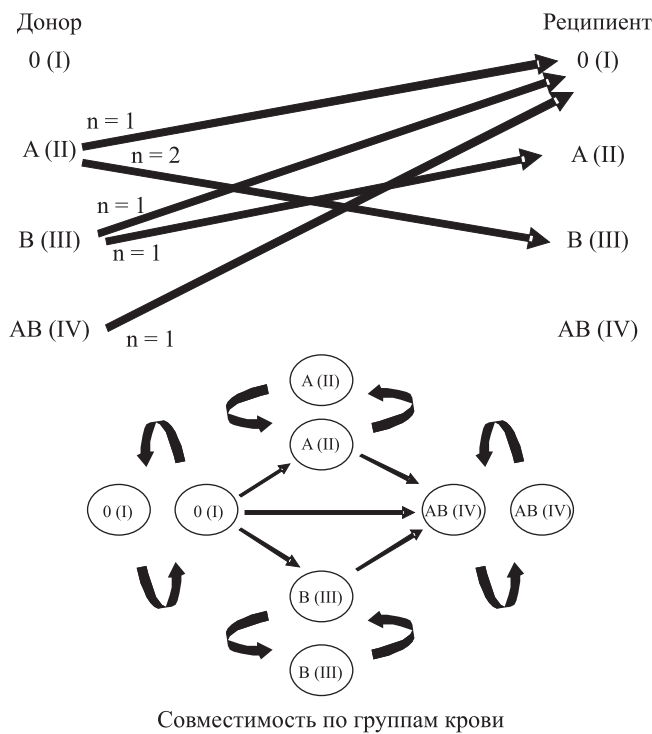 Донор Реципиент
0 (I) 0 (I)
n = 1
A (II) n = 2 A (II)
n = 1
B (III) B (III)
n = 1
AB (IV) AB (IV)
n = 1
A (II)
A (II)
0 (I) 0 (I) AB (IV) AB (IV)
B (III)
B (III)
Совместимость по группам крови